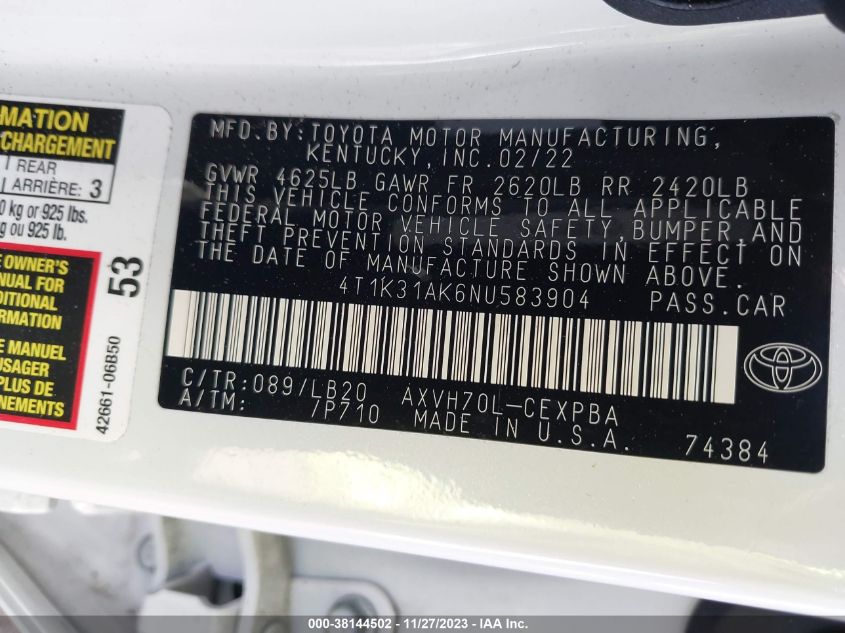 MATION
CHARGEMENT
REAR
ARRIÈRE: 3
0 kg or 925 lbs.
g ou 925 lb.
E OWNER'S
NUAL FOR
DITIONAL
ORMATION
E MANUEL
USAGER
PLUS DE
NEMENTS
53
42661-06B50
MFD. BY: TOYOTA MOTOR MANUFACTURING,
KENTUCKY, INC. 02/22
GVWR 4625LB GAWR FR 2620LB RR 2420LB
THIS VEHICLE CONFORMS TO ALL APPLICABLE
FEDERAL MOTOR VEHICLE SAFETY, BUMPER, AND
THEFT PREVENTION STANDARDS IN EFFECT ON
THE DATE OF MANUFACTURE SHOWN ABOVE.
4T1K31AK6NU583904 PASS.CAR
C/TR:089/LB20 AXVH70L-CEXPBA
A/TM: /P710 MADE IN U.S.A. 74384
000-38144502 - 11/27/2023 - IAA Inc.